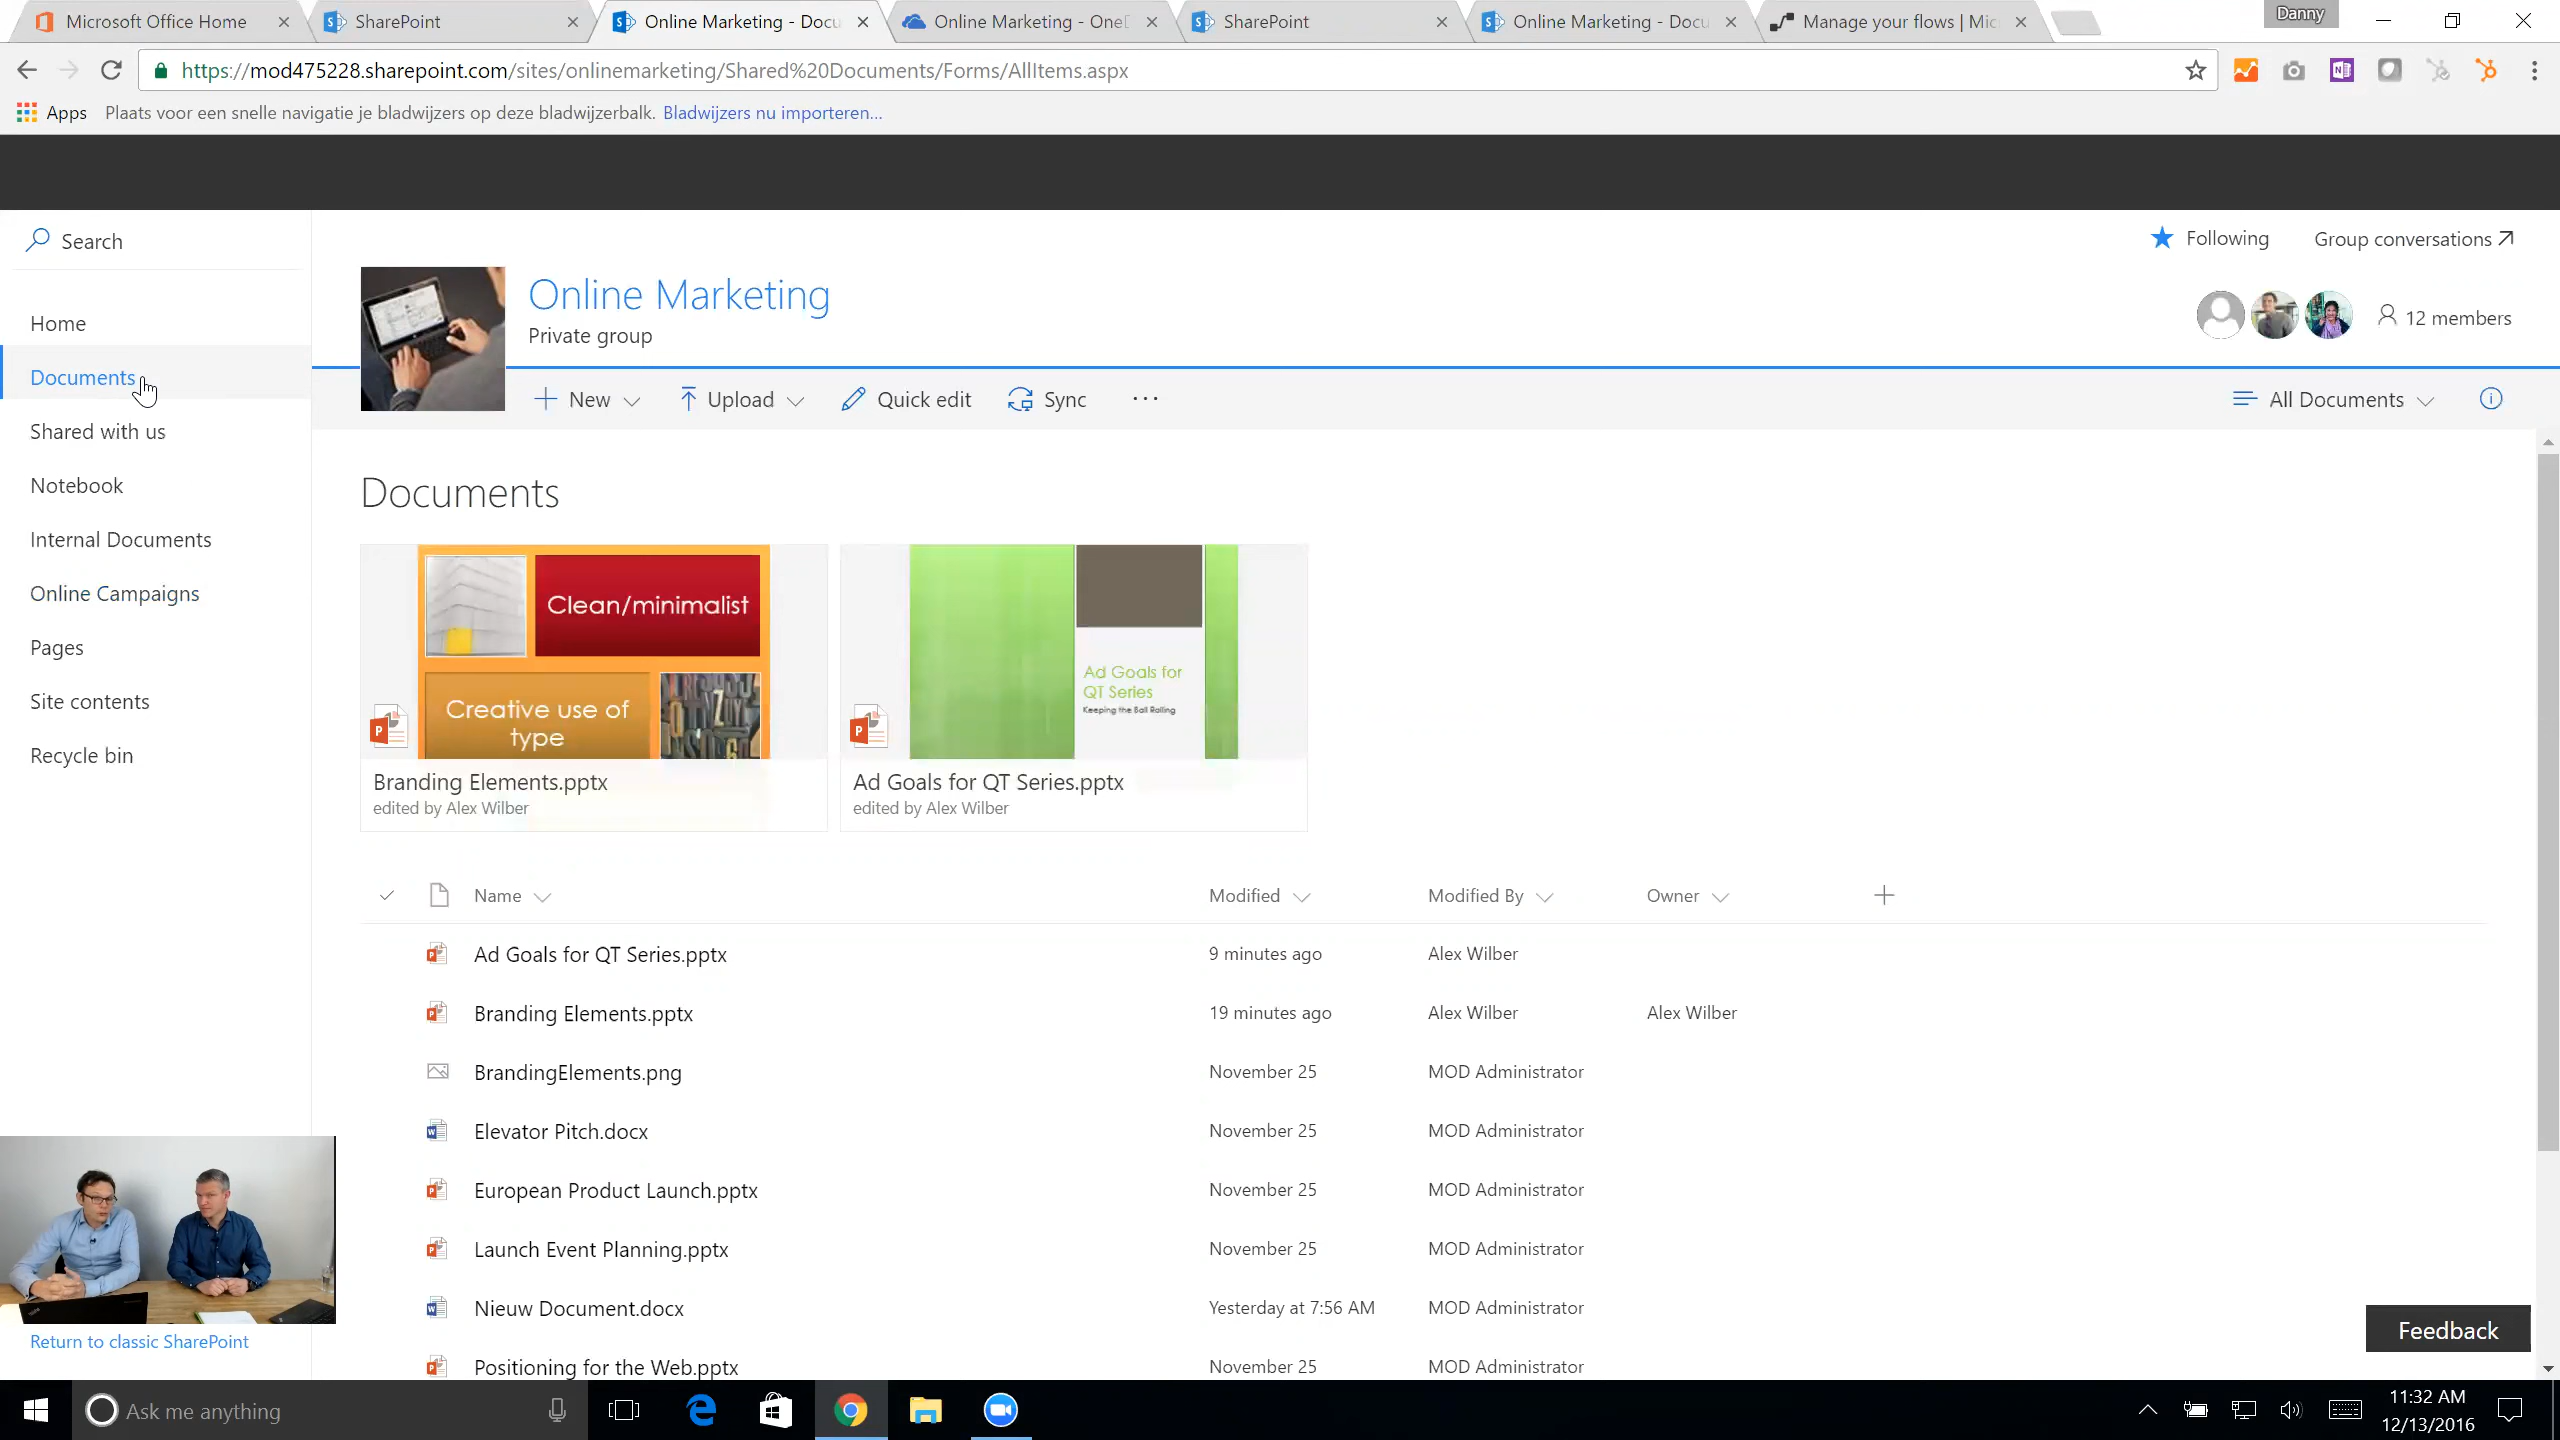 Microsoft Office Home
SharePoint
Online Marketing - Docu
Online Marketing - OneD
SharePoint
Online Marketing - Docu
Manage your flows | Mic
Danny
https://mod475228.sharepoint.com/sites/onlinemarketing/Shared%20Documents/Forms/AllItems.aspx
Apps Plaats voor een snelle navigatie je bladwijzers op deze bladwijzerbalk. Bladwijzers nu importeren...
Search
Following Group conversations
Online Marketing
Private group
12 members
Home
Documents
Shared with us
Notebook
Internal Documents
Online Campaigns
Pages
Site contents
Recycle bin
New Upload Quick edit Sync ··· All Documents
Documents
Clean/minimalist
Creative use of
type
Branding Elements.pptx
edited by Alex Wilber
Ad Goals for
QT Series
Keeping the Ball Rolling
Ad Goals for QT Series.pptx
edited by Alex Wilber
Name Modified Modified By Owner
Ad Goals for QT Series.pptx 9 minutes ago Alex Wilber
Branding Elements.pptx 19 minutes ago Alex Wilber Alex Wilber
BrandingElements.png November 25 MOD Administrator
Elevator Pitch.docx November 25 MOD Administrator
European Product Launch.pptx November 25 MOD Administrator
Launch Event Planning.pptx November 25 MOD Administrator
Nieuw Document.docx Yesterday at 7:56 AM MOD Administrator
Positioning for the Web.pptx November 25 MOD Administrator
Return to classic SharePoint
Feedback
Ask me anything
11:32 AM
12/13/2016